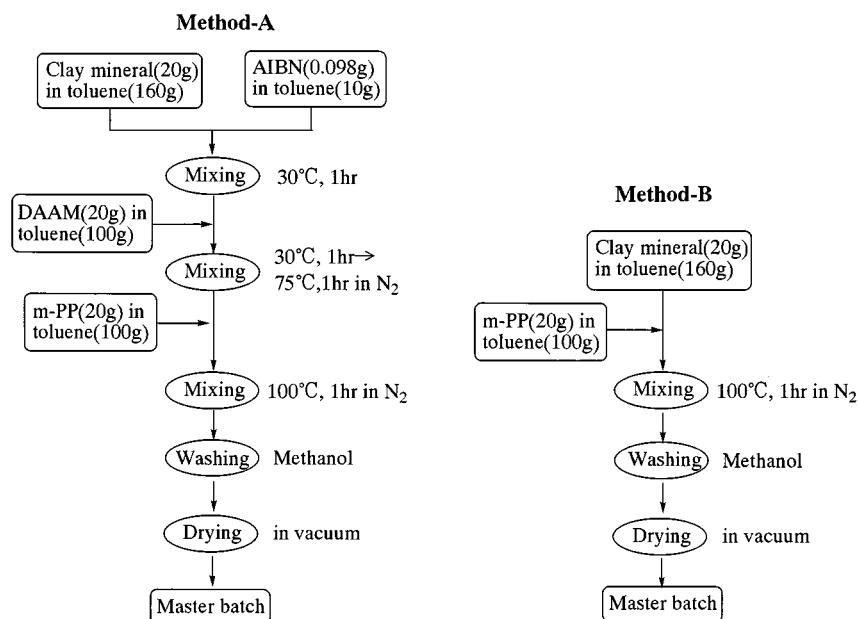 Method-A
Clay mineral(20g)
in toluene(160g)
AIBN(0.098g)
in toluene(10g)
Mixing
30°C, 1hr
DAAM(20g) in
toluene(100g)
Mixing
30°C, 1hr→
75°C,1hr in N₂
m-PP(20g) in
toluene(100g)
Mixing
100°C, 1hr in N₂
Washing
Methanol
Drying
in vacuum
Master batch
Method-B
Clay mineral(20g)
in toluene(160g)
m-PP(20g) in
toluene(100g)
Mixing
100°C, 1hr in N₂
Washing
Methanol
Drying
in vacuum
Master batch